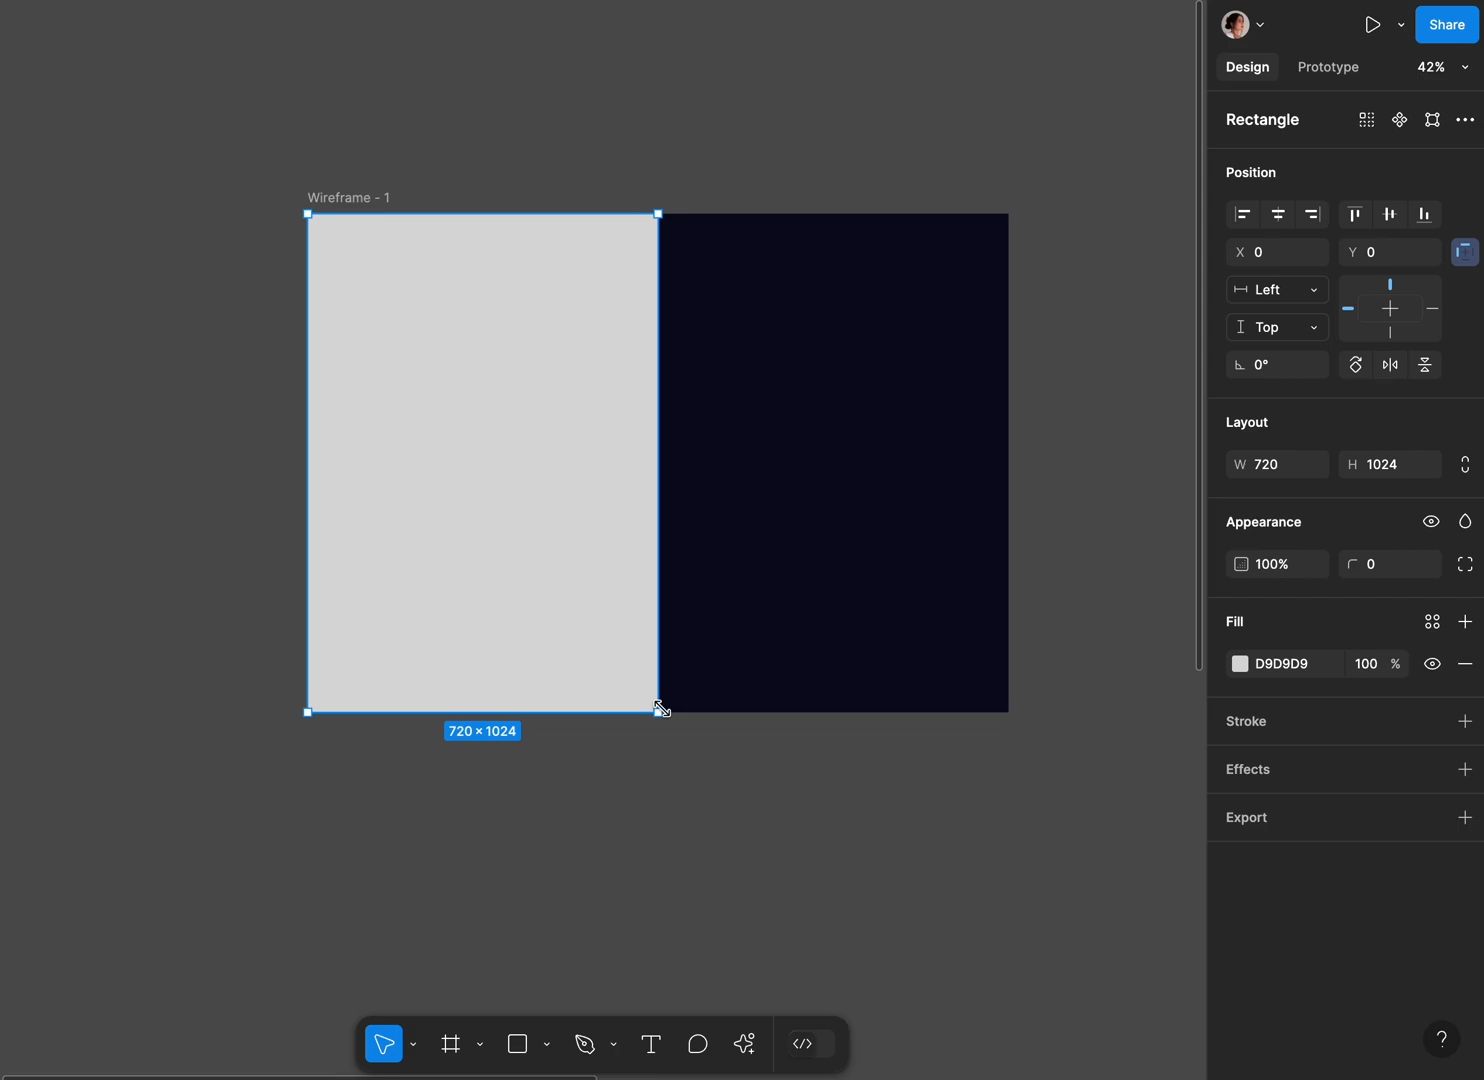 Share
Design Prototype 42%
Rectangle
Position
Wireframe - 1
X 0 Y 0
Left
Top
0°
Layout
W 720 H 1024
Appearance
100% 0
Fill
D9D9D9 100 %
Stroke
720 × 1024
Effects
Export
?